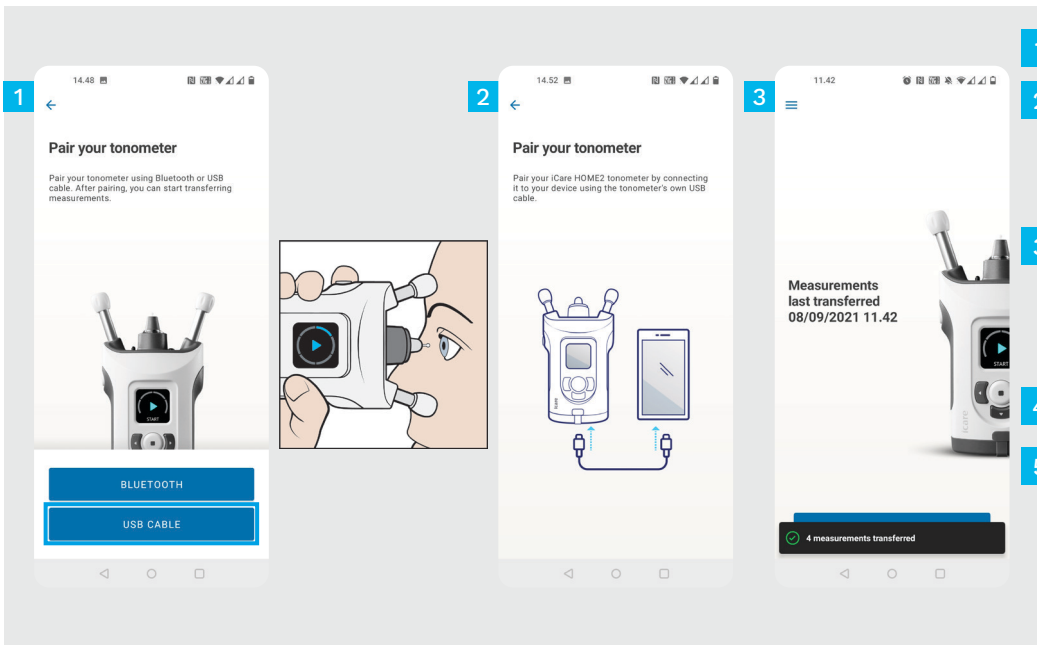 1
14.48
Pair your tonometer
Pair your tonometer using Bluetooth or USB
cable. After pairing, you can start transferring
measurements.
START
BLUETOOTH
USB CABLE
2
14.52
Pair your tonometer
Pair your iCare HOME2 tonometer by connecting
it to your device using the tonometer's own USB
cable.
icare
3
11.42
Measurements
last transferred
08/09/2021 11.42
START
icare
4 measurements transferred